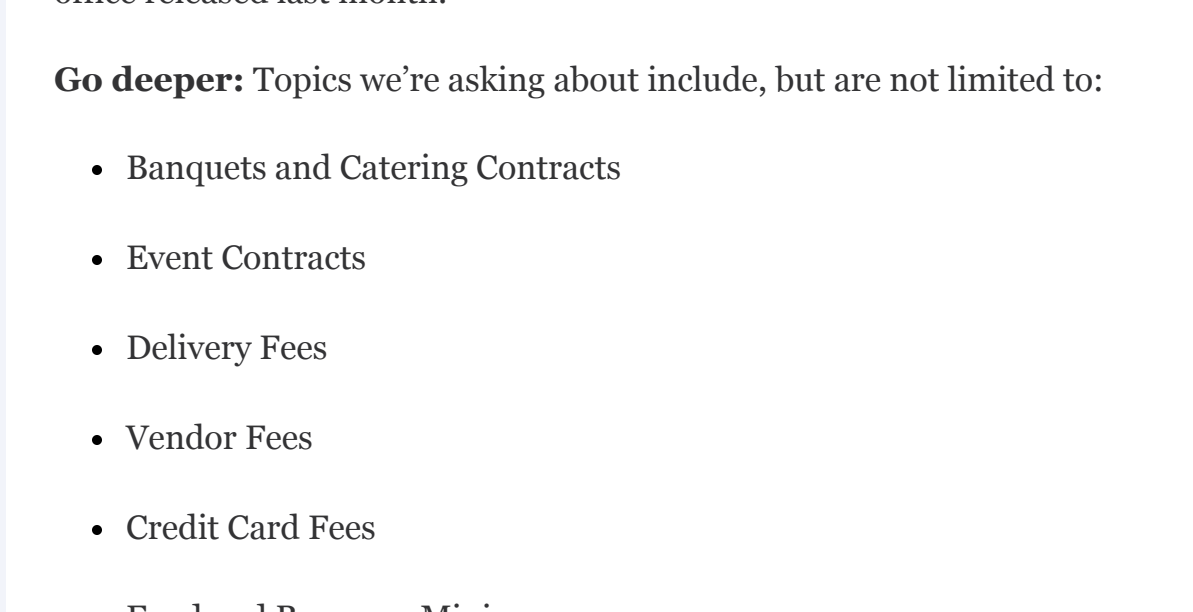 Go deeper: Topics we’re asking about include, but are not limited to:
Banquets and Catering Contracts
Event Contracts
Delivery Fees
Vendor Fees
Credit Card Fees